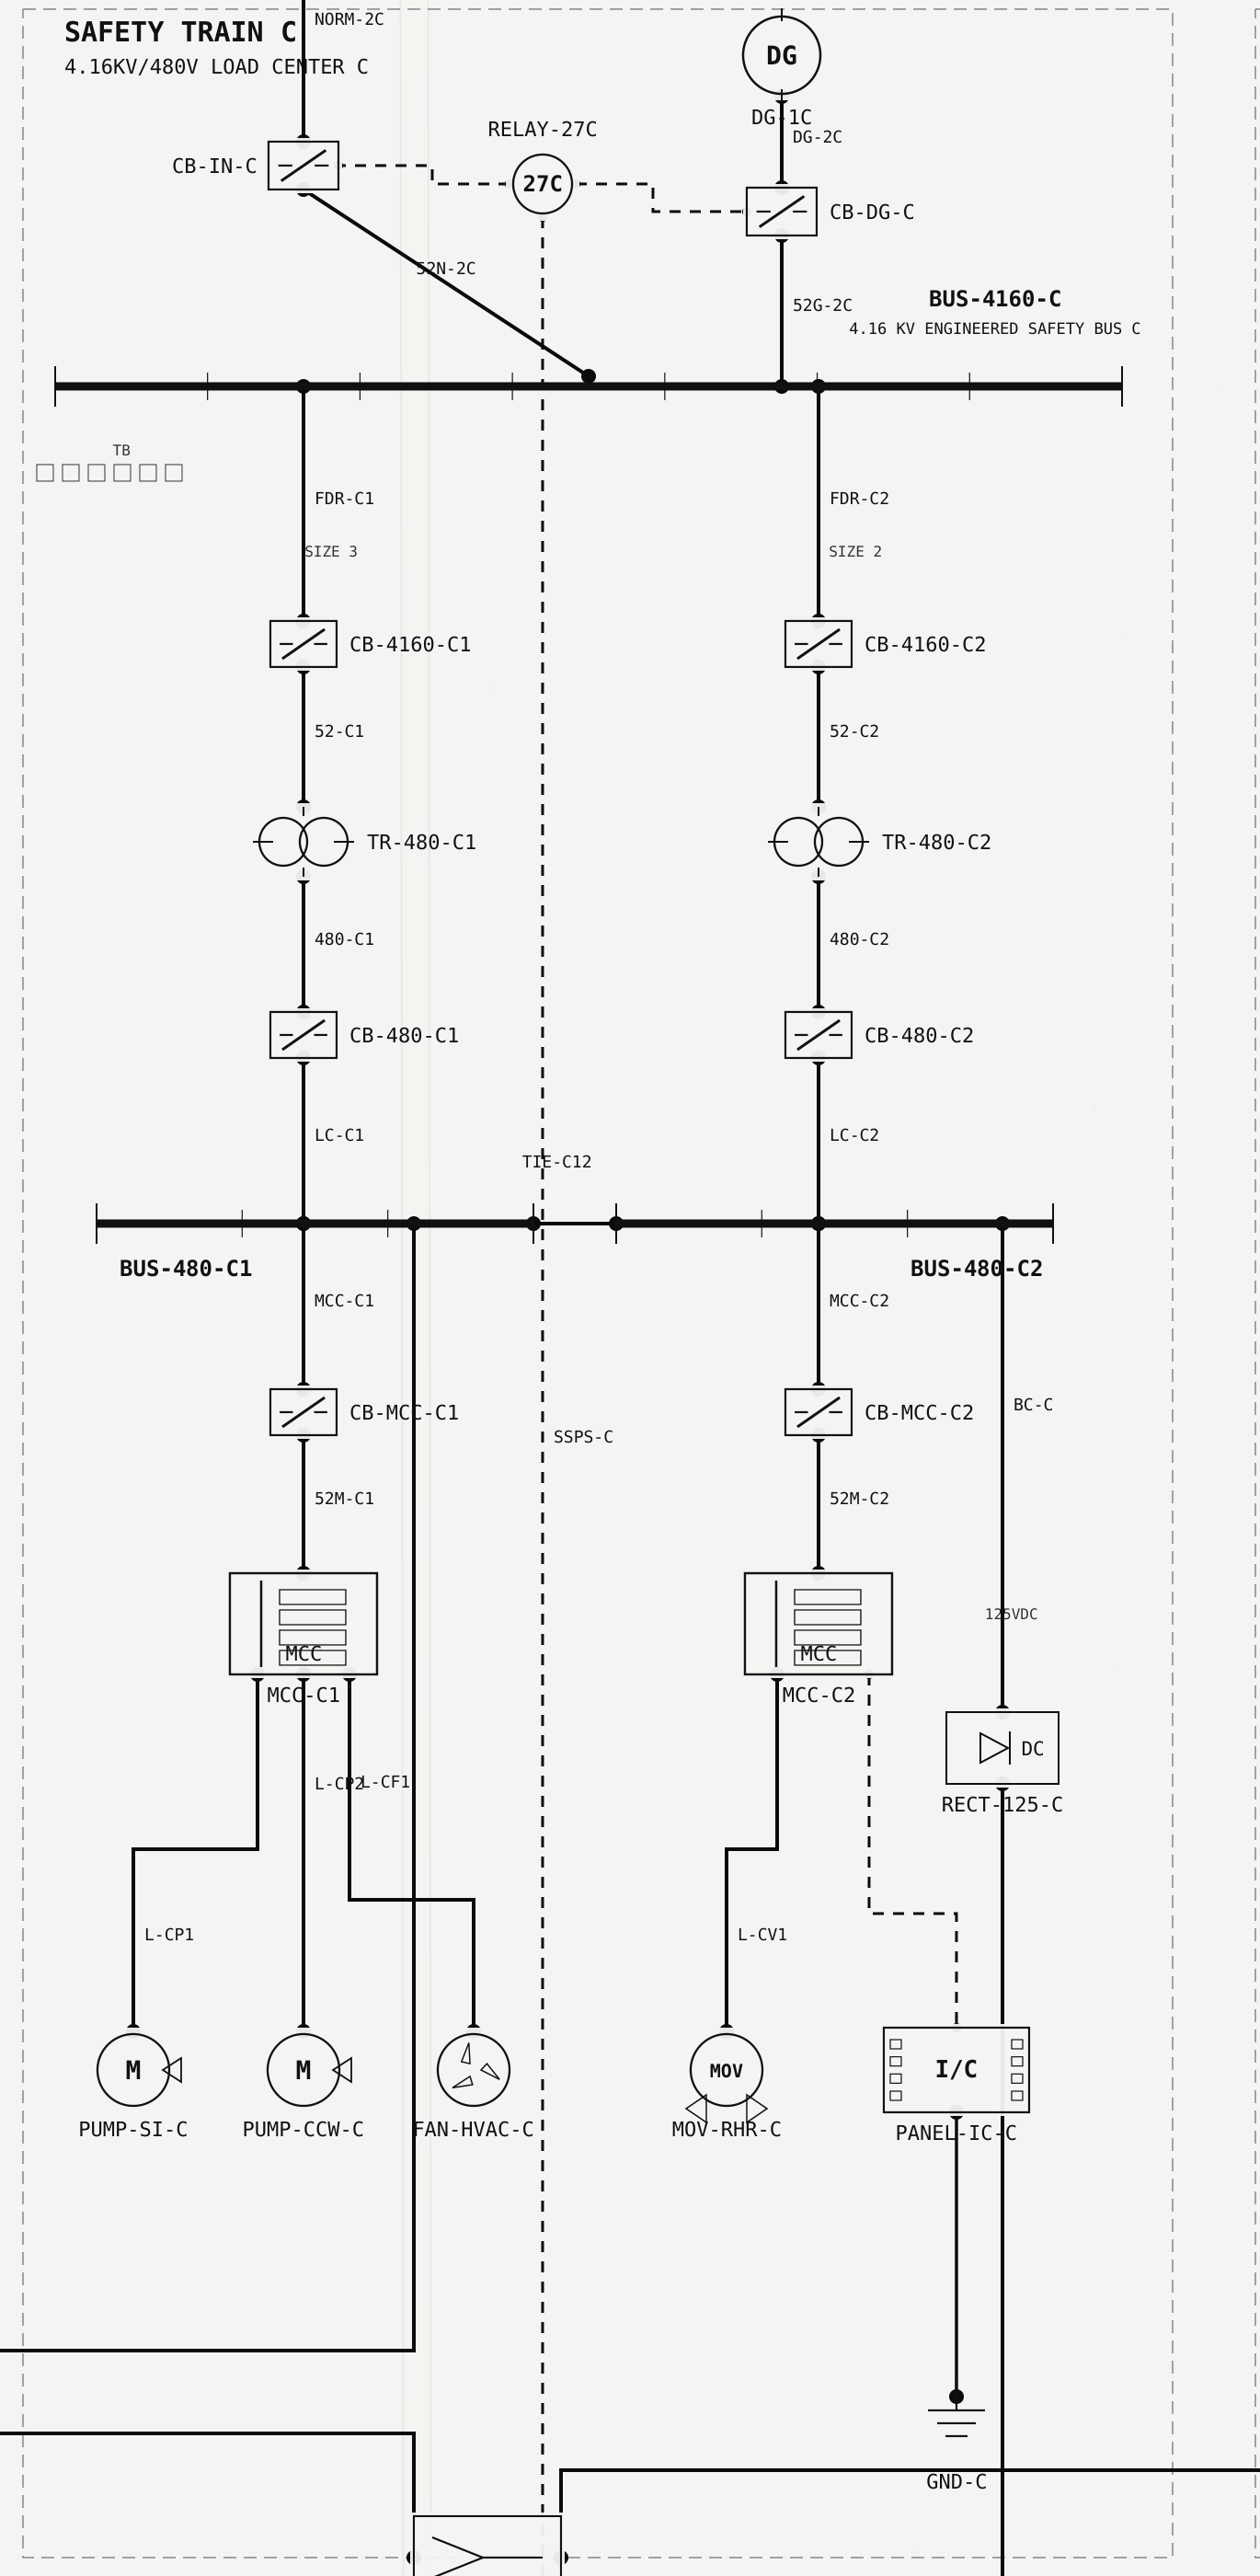 NORM-2C
SAFETY TRAIN C
4.16KV/480V LOAD CENTER C
DG
DG-1C
DG-2C
RELAY-27C
CB-IN-C
27C
CB-DG-C
52N-2C
52G-2C
BUS-4160-C
4.16 KV ENGINEERED SAFETY BUS C
TB
FDR-C1
FDR-C2
SIZE 3
SIZE 2
CB-4160-C1
CB-4160-C2
52-C1
52-C2
TR-480-C1
TR-480-C2
480-C1
480-C2
CB-480-C1
CB-480-C2
LC-C1
LC-C2
TIE-C12
BUS-480-C1
BUS-480-C2
MCC-C1
MCC-C2
CB-MCC-C1
CB-MCC-C2
BC-C
SSPS-C
52M-C1
52M-C2
125VDC
MCC
MCC
MCC-C1
MCC-C2
DC
RECT-125-C
L-CP2
L-CF1
L-CP1
L-CV1
M
M
MOV
I/C
PUMP-SI-C
PUMP-CCW-C
FAN-HVAC-C
MOV-RHR-C
PANEL-IC-C
GND-C